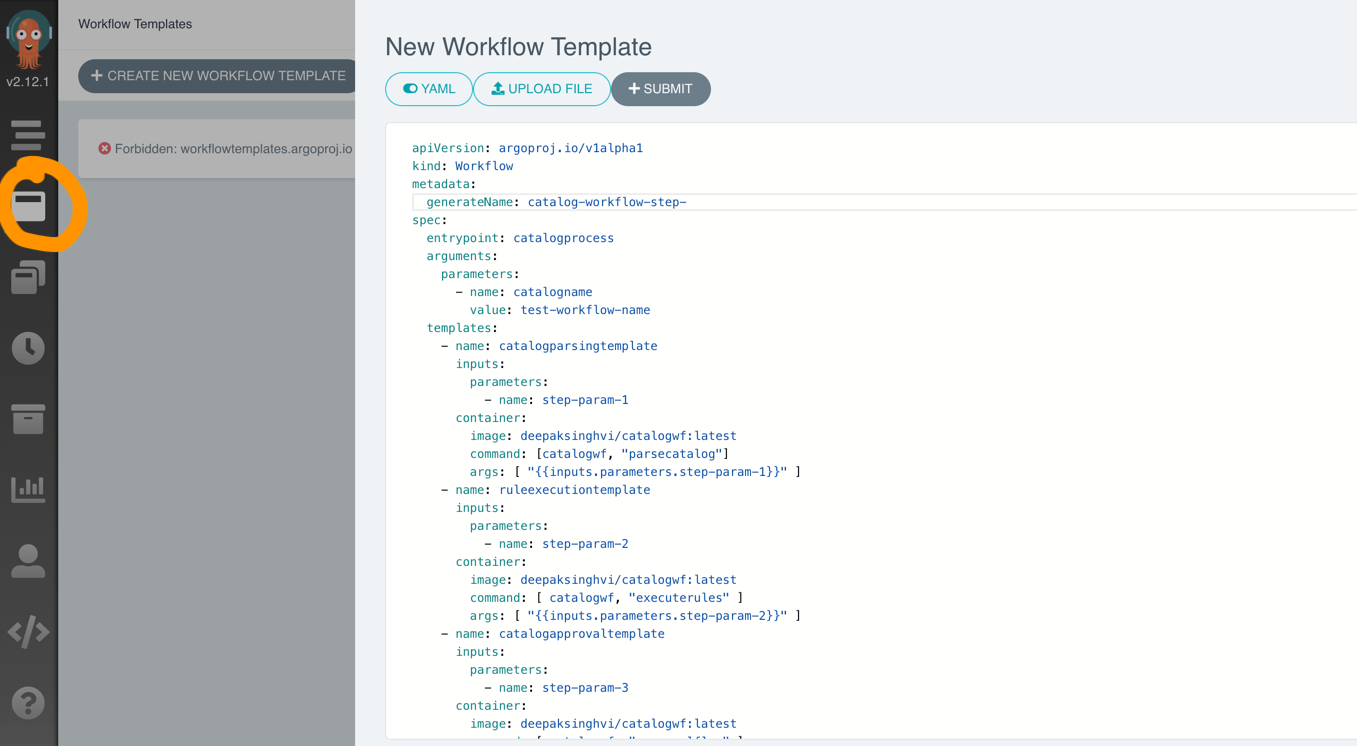 v2.12.1
Workflow Templates
+ CREATE NEW WORKFLOW TEMPLATE
Forbidden: workflowtemplates.argoproj.io
New Workflow Template
YAML
UPLOAD FILE
+ SUBMIT
apiVersion: argoproj.io/v1alpha1
kind: Workflow
metadata:
  generateName: catalog-workflow-step-
spec:
  entrypoint: catalogprocess
  arguments:
    parameters:
      - name: catalogname
        value: test-workflow-name
  templates:
    - name: catalogparsingtemplate
      inputs:
        parameters:
          - name: step-param-1
      container:
        image: deepaksinghvi/catalogwf:latest
        command: [catalogwf, "parsecatalog"]
        args: [ "{{inputs.parameters.step-param-1}}" ]
    - name: ruleexecutiontemplate
      inputs:
        parameters:
          - name: step-param-2
      container:
        image: deepaksinghvi/catalogwf:latest
        command: [ catalogwf, "executerules" ]
        args: [ "{{inputs.parameters.step-param-2}}" ]
    - name: catalogapprovaltemplate
      inputs:
        parameters:
          - name: step-param-3
      container:
        image: deepaksinghvi/catalogwf:latest